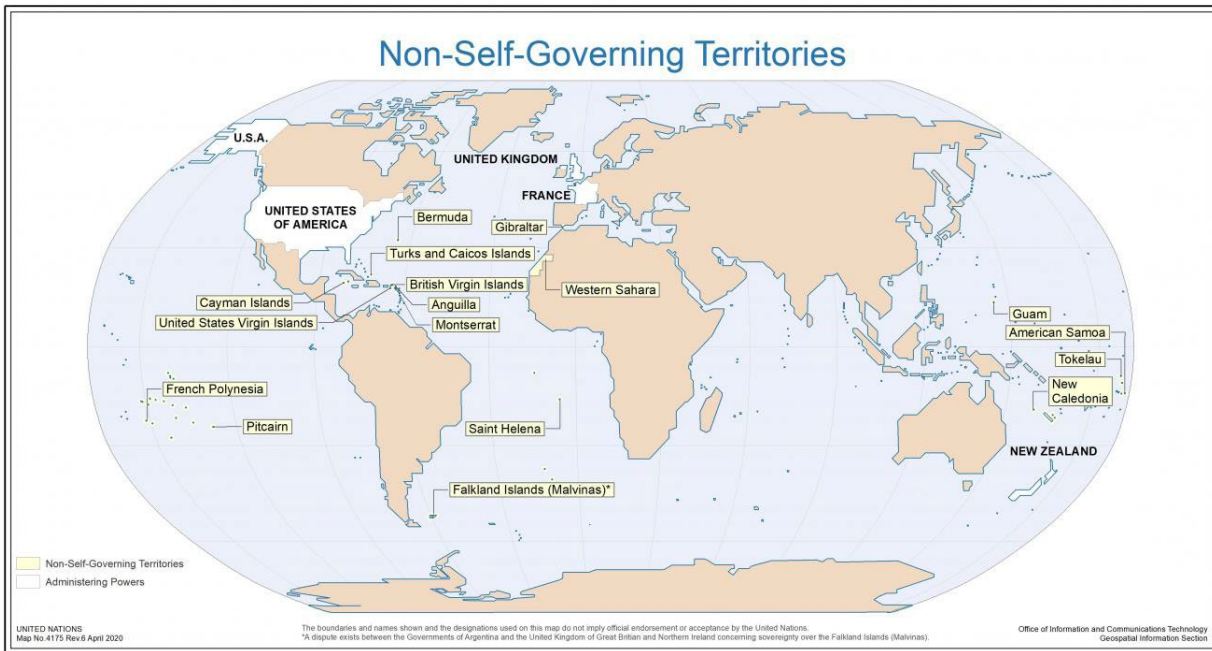 Non-Self-Governing Territories
U.S.A.
UNITED KINGDOM
FRANCE
UNITED STATES
OF AMERICA
Bermuda
Gibraltar
Turks and Caicos Islands
British Virgin Islands
Western Sahara
Cayman Islands
Anguilla
United States Virgin Islands
Montserrat
Guam
American Samoa
Tokelau
French Polynesia
New
Caledonia
Pitcairn
Saint Helena
NEW ZEALAND
Falkland Islands (Malvinas)*
Non-Self-Governing Territories
Administering Powers
UNITED NATIONS
Map No.4175 Rev.6 April 2020
The boundaries and names shown and the designations used on this map do not imply official endorsement or acceptance by the United Nations.
*A dispute exists between the Governments of Argentina and the United Kingdom of Great Britian and Northern Ireland concerning sovereignty over the Falkland Islands (Malvinas).
Office of Information and Communications Technology
Geospatial Information Section